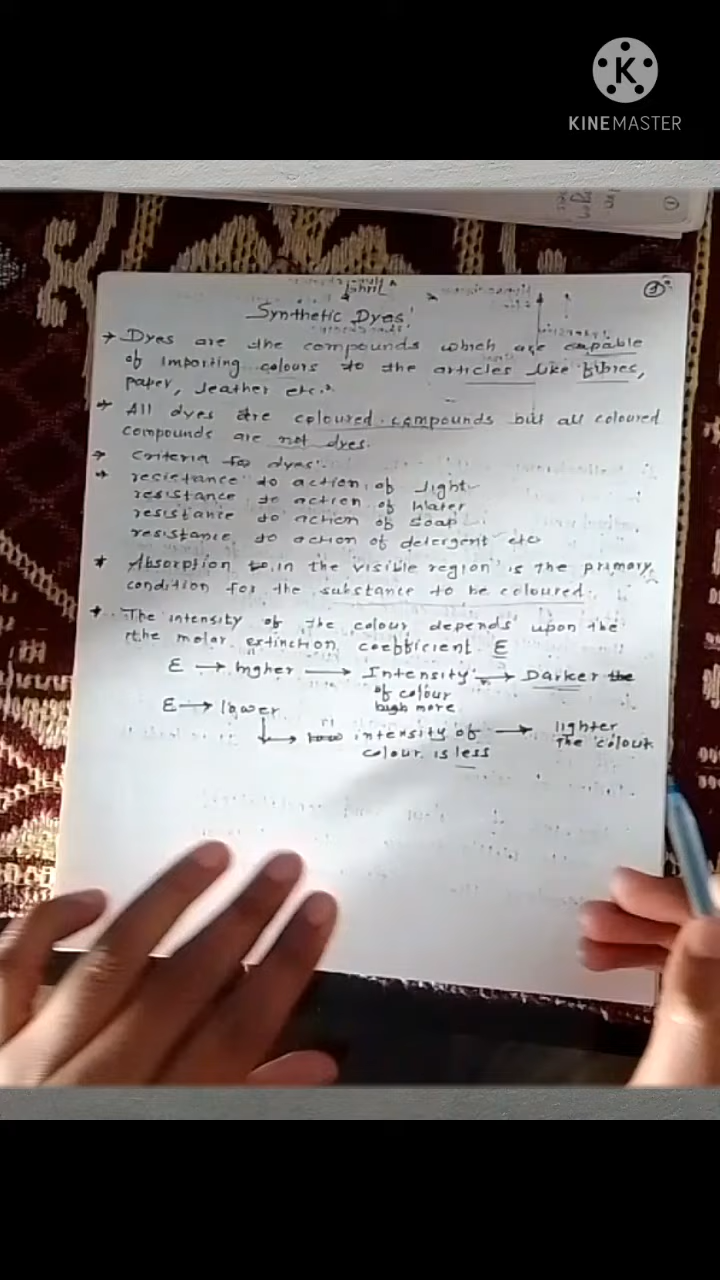 KINEMASTER
1
Synthetic Dyes'
→ Dyes are the compounds which are capable
of importing colours to the articles like fibres,
paper, leather etc.
→ All dyes are coloured compounds but all coloured
compounds are not dyes.
→ Criteria for dyes'.
→ resistance to action of light
resistance to action of water
resistance to action of soap
resistance to action of detergent etc
* Absorption in the visible region is the primary
condition for the substance to be coloured.
* The intensity of the colour depends upon the
the molar extinction coefficient E
E → higher → Intensity → Darker the
of colour
high more
E → lower
→ intensity of → lighter
colour is less the colour